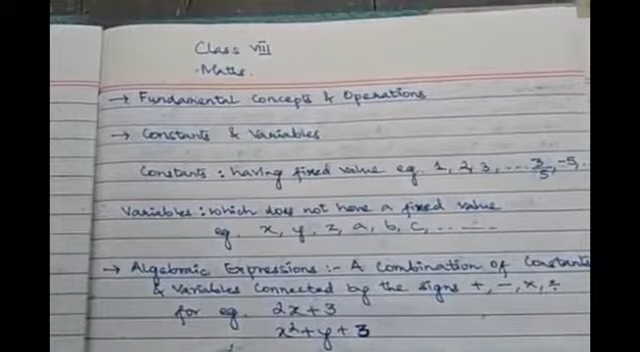 Class VIII
Maths.
→ Fundamental Concepts & Operations
→ Constants & Variables
Constants : having fixed value eg. 1, 2, 3, ... 3/5, -5, .
Variables : which does not have a fixed value
eg. x, y, z, a, b, c, ........
→ Algebraic Expressions :- A Combination of Constants
& Variables Connected by the signs +, -, x, ÷
for eg. 2x + 3
x² + y + 3